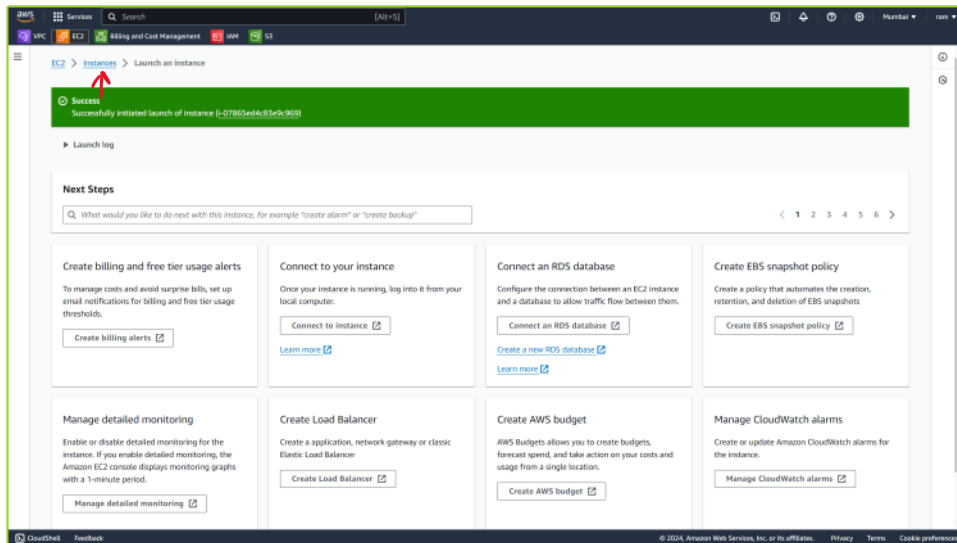 aws Services Search [Alt+S] Mumbai ram
VPC EC2 Billing and Cost Management IAM S3
EC2 > Instances > Launch an instance
Success
Successfully initiated launch of instance (i-07865ed4c83e9c969)
Launch log
Next Steps
What would you like to do next with this instance, for example "create alarm" or "create backup"
< 1 2 3 4 5 6 >
Create billing and free tier usage alerts
To manage costs and avoid surprise bills, set up
email notifications for billing and free tier usage
thresholds.
Create billing alerts
Connect to your instance
Once your instance is running, log into it from your
local computer.
Connect to instance
Learn more
Connect an RDS database
Configure the connection between an EC2 instance
and a database to allow traffic flow between them.
Connect an RDS database
Create a new RDS database
Learn more
Create EBS snapshot policy
Create a policy that automates the creation,
retention, and deletion of EBS snapshots
Create EBS snapshot policy
Manage detailed monitoring
Enable or disable detailed monitoring for the
instance. If you enable detailed monitoring, the
Amazon EC2 console displays monitoring graphs
with a 1-minute period.
Manage detailed monitoring
Create Load Balancer
Create a application, network gateway or classic
Elastic Load Balancer
Create Load Balancer
Create AWS budget
AWS Budgets allows you to create budgets,
forecast spend, and take action on your costs and
usage from a single location.
Create AWS budget
Manage CloudWatch alarms
Create or update Amazon CloudWatch alarms for
the instance.
Manage CloudWatch alarms
CloudShell Feedback © 2024, Amazon Web Services, Inc. or its affiliates. Privacy Terms Cookie preferences